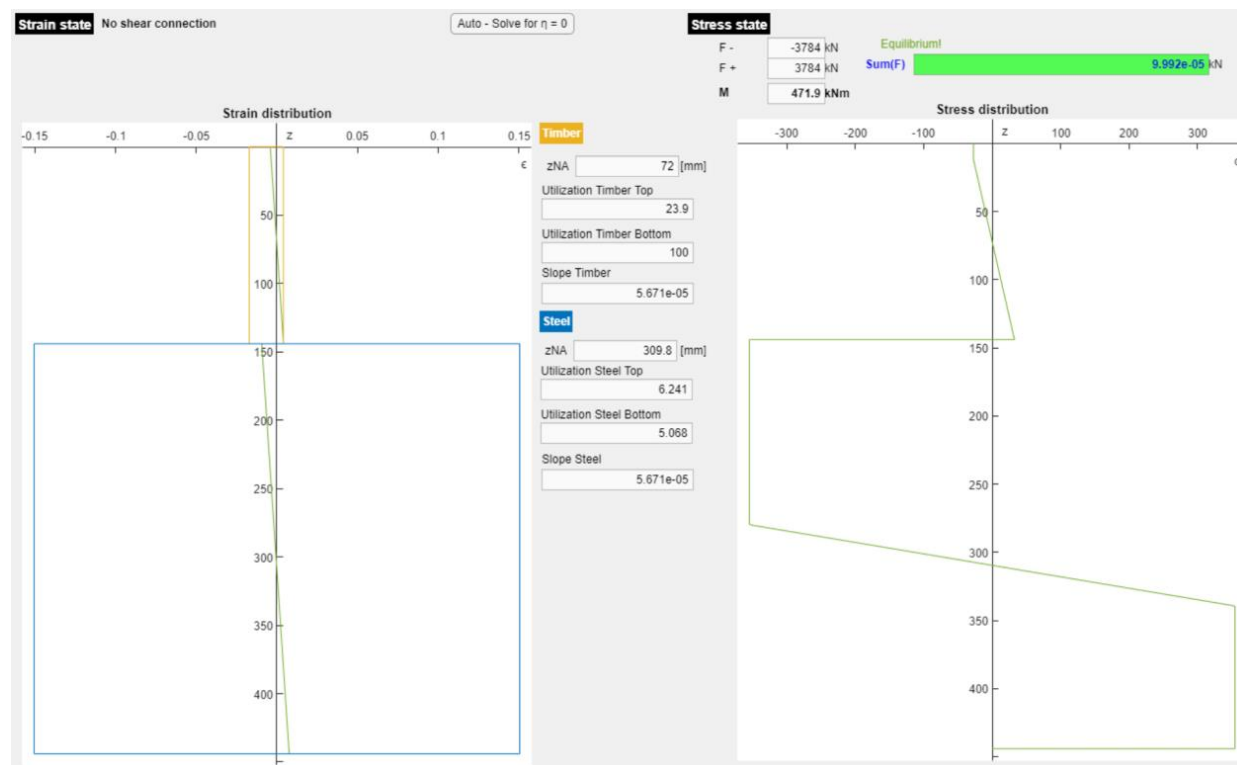 Strain state No shear connection Auto - Solve for η = 0
Stress state
F - -3784 kN
F + 3784 kN
M 471.9 kNm
Equilibrium!
Sum(F) 9.992e-05 kN
Strain distribution
-0.15 -0.1 -0.05 z 0.05 0.1 0.15
ϵ
50
100
150
200
250
300
350
400
Timber
zNA 72 [mm]
Utilization Timber Top
23.9
Utilization Timber Bottom
100
Slope Timber
5.671e-05
Steel
zNA 309.8 [mm]
Utilization Steel Top
6.241
Utilization Steel Bottom
5.068
Slope Steel
5.671e-05
Stress distribution
-300 -200 -100 z 100 200 300
50
100
150
200
250
300
350
400